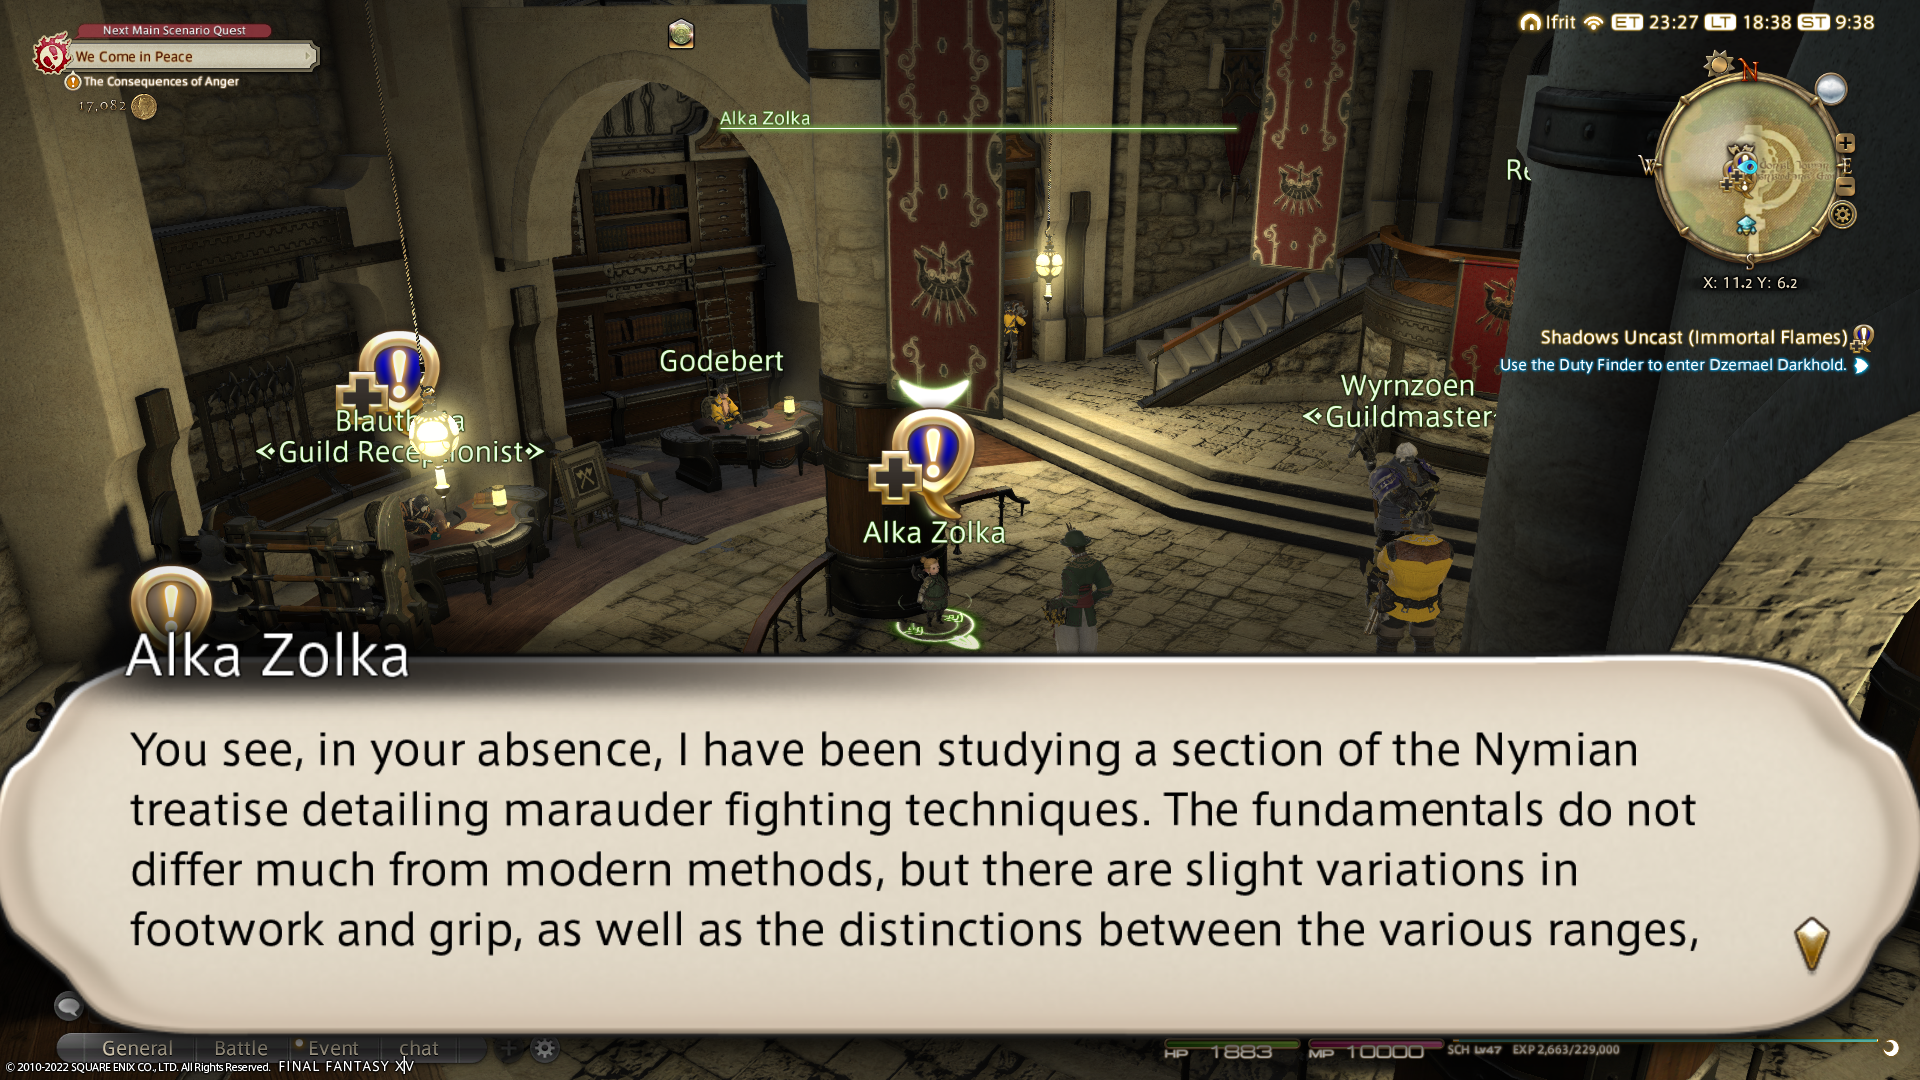 Next Main Scenario Quest
We Come in Peace
The Consequences of Anger
17,082
Alka Zolka
Ifrit ET 23:27 LT 18:38 ST 9:38
N
W
E
S
X: 11.2 Y: 6.2
Shadows Uncast (Immortal Flames)
Use the Duty Finder to enter Dzemael Darkhold.
Godebert
Wyrnzoen
«Guildmaster
«Guild Receptionist»
Alka Zolka
Alka Zolka
You see, in your absence, I have been studying a section of the Nymian
treatise detailing marauder fighting techniques. The fundamentals do not
differ much from modern methods, but there are slight variations in
footwork and grip, as well as the distinctions between the various ranges,
General Battle Event chat
HP 1883 MP 10000 SCH Lv47 EXP 2,663/229,000
© 2010-2022 SQUARE ENIX CO., LTD. All Rights Reserved. FINAL FANTASY XIV